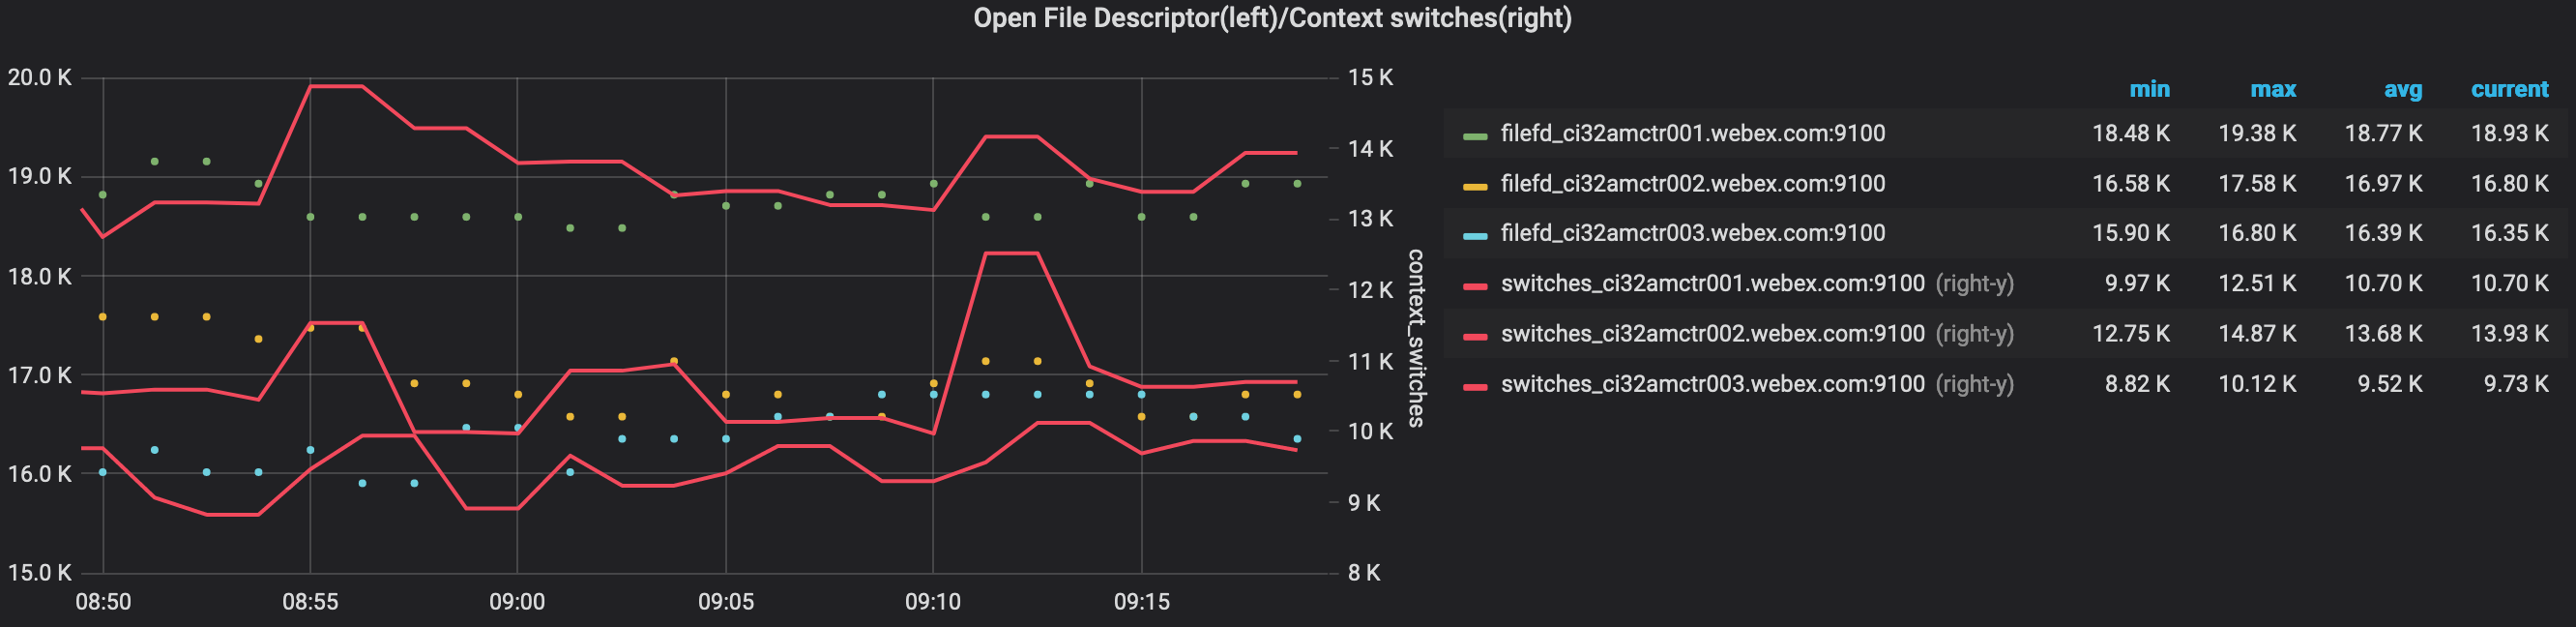 Open File Descriptor(left)/Context switches(right)
20.0 K
19.0 K
18.0 K
17.0 K
16.0 K
15.0 K
15 K
14 K
13 K
12 K
11 K
10 K
9 K
8 K
context_switches
08:50 08:55 09:00 09:05 09:10 09:15
min max avg current
filefd_ci32amctr001.webex.com:9100 18.48 K 19.38 K 18.77 K 18.93 K
filefd_ci32amctr002.webex.com:9100 16.58 K 17.58 K 16.97 K 16.80 K
filefd_ci32amctr003.webex.com:9100 15.90 K 16.80 K 16.39 K 16.35 K
switches_ci32amctr001.webex.com:9100 (right-y) 9.97 K 12.51 K 10.70 K 10.70 K
switches_ci32amctr002.webex.com:9100 (right-y) 12.75 K 14.87 K 13.68 K 13.93 K
switches_ci32amctr003.webex.com:9100 (right-y) 8.82 K 10.12 K 9.52 K 9.73 K